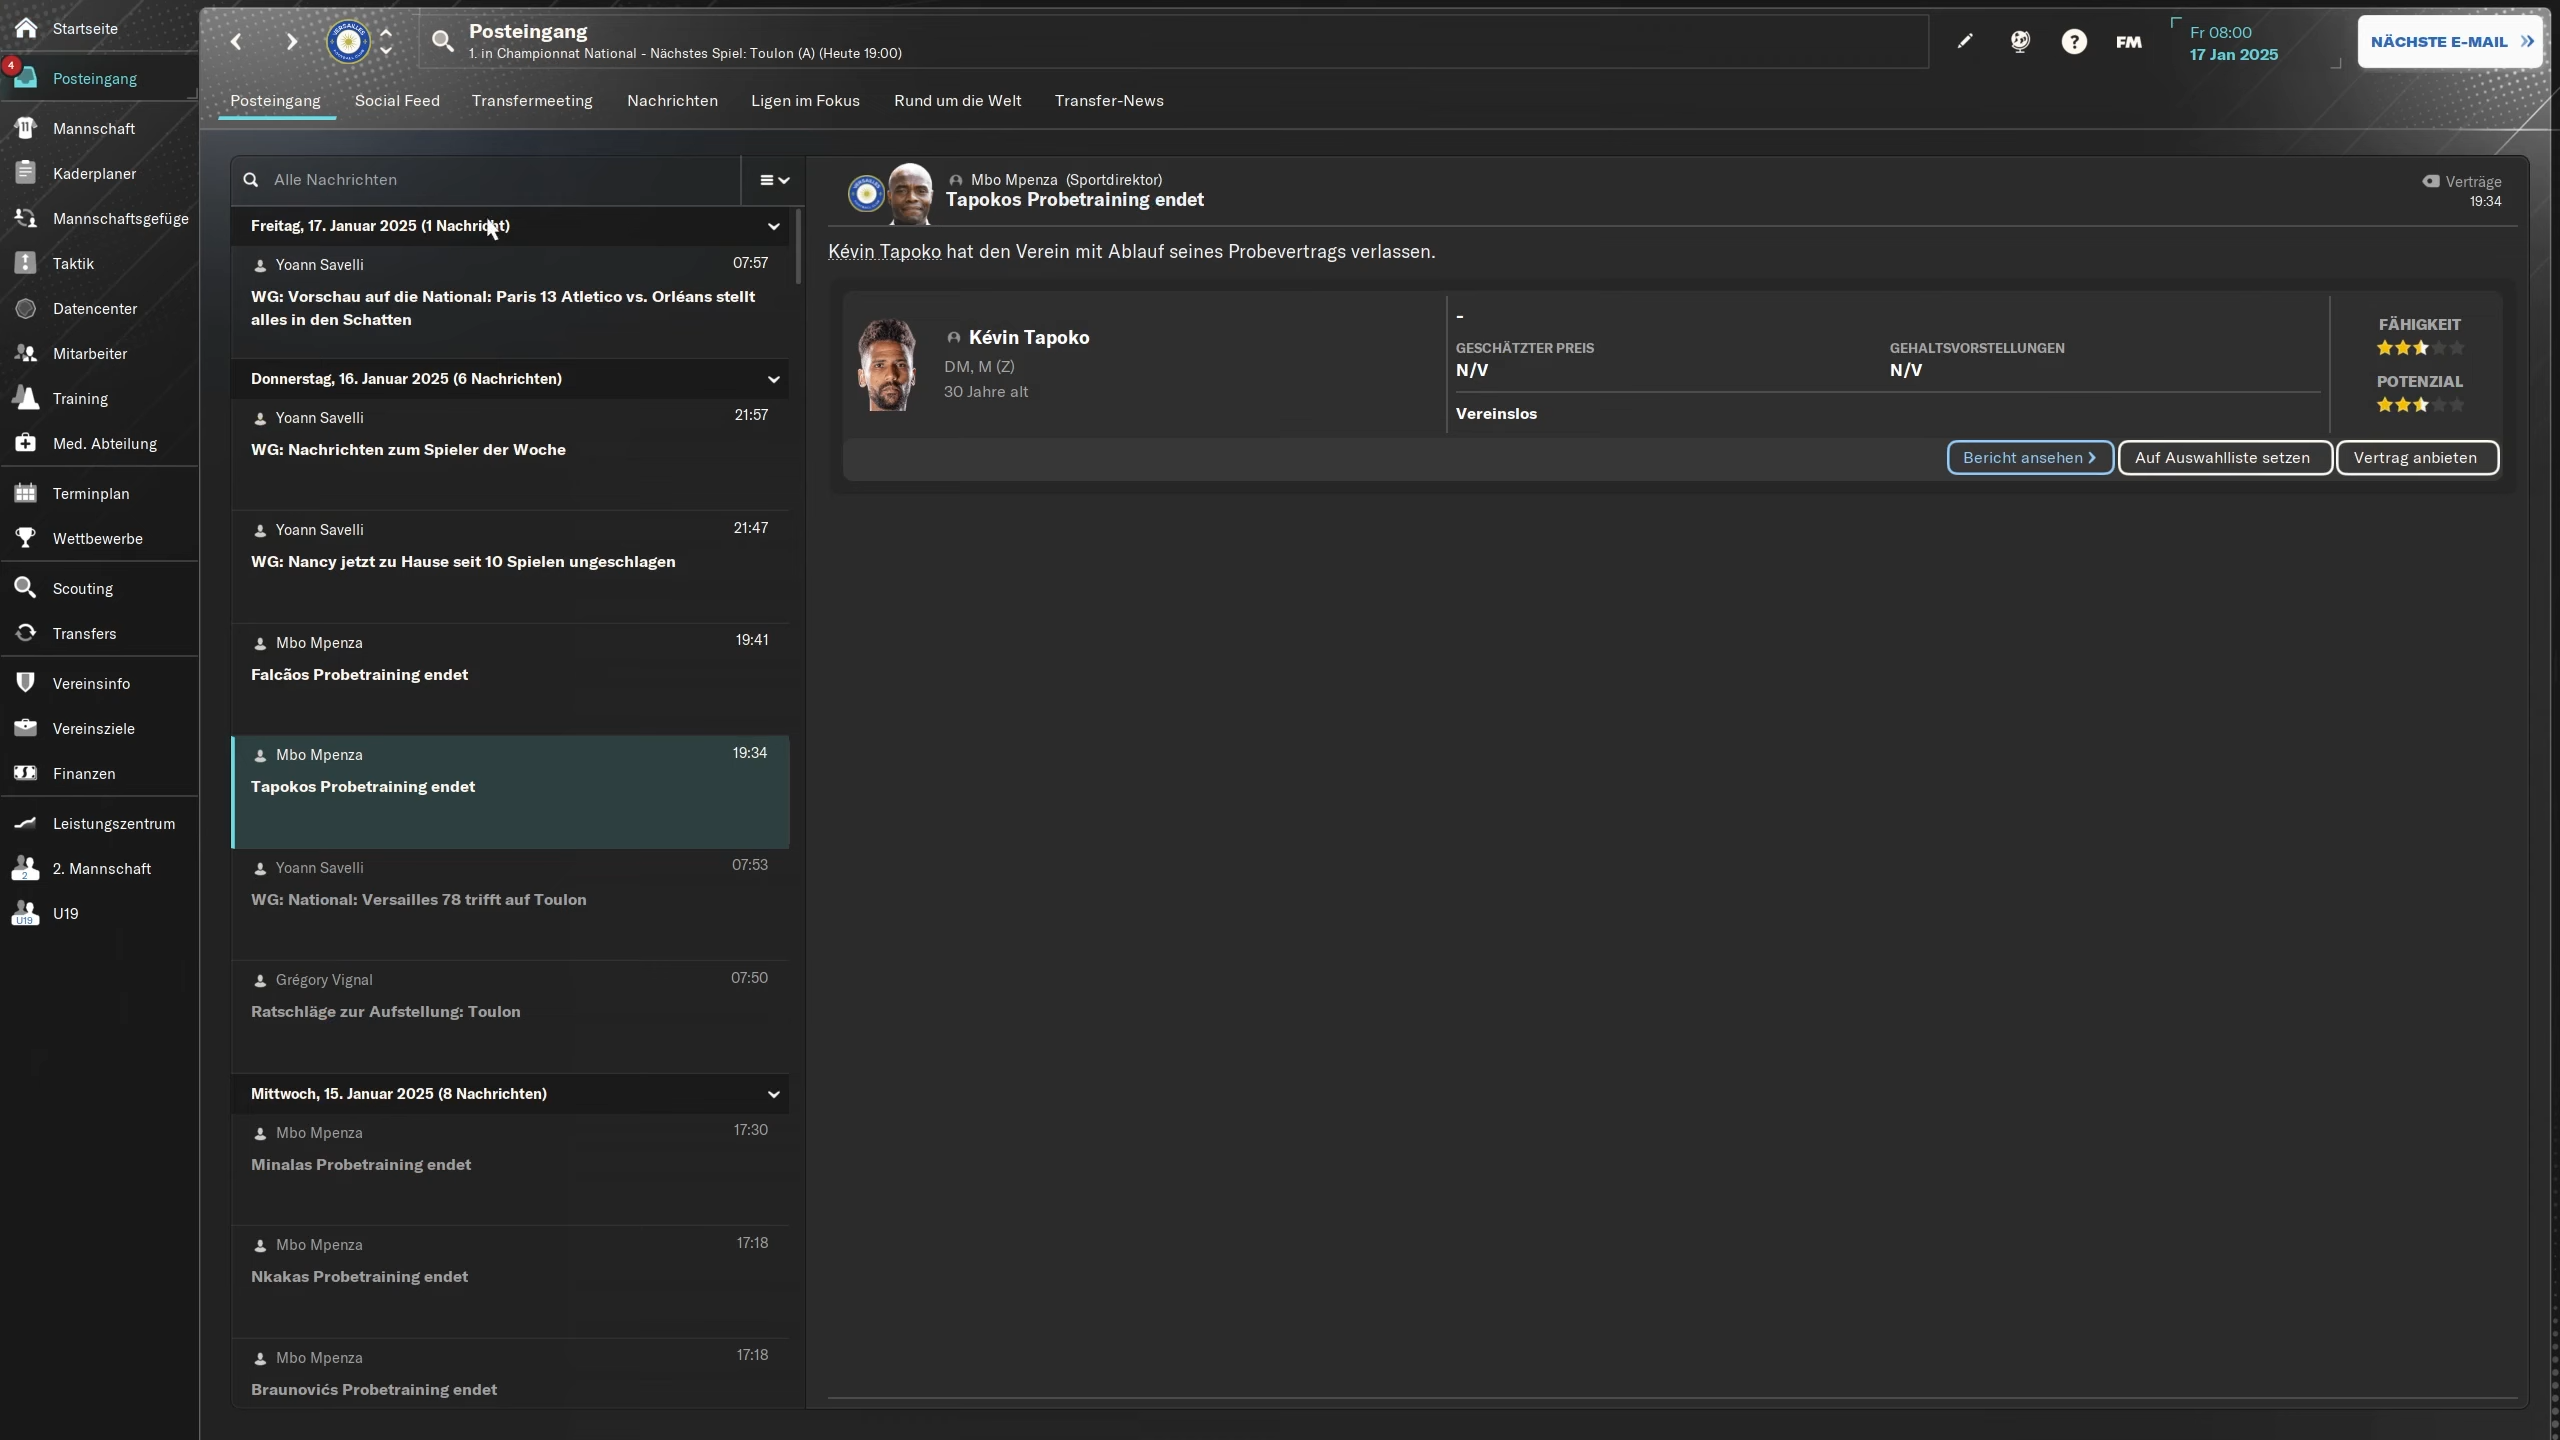 Startseite
4
Posteingang
11
Mannschaft
Kaderplaner
Mannschaftsgefüge
Taktik
Datencenter
Mitarbeiter
Training
Med. Abteilung
Terminplan
Wettbewerbe
Scouting
Transfers
Vereinsinfo
Vereinsziele
Finanzen
Leistungszentrum
2
2. Mannschaft
U19
U19
Posteingang
1. in Championnat National - Nächstes Spiel: Toulon (A) (Heute 19:00)
?
FM
Fr 08:00
17 Jan 2025
NÄCHSTE E-MAIL
Posteingang Social Feed Transfermeeting Nachrichten Ligen im Fokus Rund um die Welt Transfer-News
Alle Nachrichten
Freitag, 17. Januar 2025 (1 Nachricht)
Yoann Savelli 07:57
WG: Vorschau auf die National: Paris 13 Atletico vs. Orléans stellt
alles in den Schatten
Donnerstag, 16. Januar 2025 (6 Nachrichten)
Yoann Savelli 21:57
WG: Nachrichten zum Spieler der Woche
Yoann Savelli 21:47
WG: Nancy jetzt zu Hause seit 10 Spielen ungeschlagen
Mbo Mpenza 19:41
Falcãos Probetraining endet
Mbo Mpenza 19:34
Tapokos Probetraining endet
Yoann Savelli 07:53
WG: National: Versailles 78 trifft auf Toulon
Grégory Vignal 07:50
Ratschläge zur Aufstellung: Toulon
Mittwoch, 15. Januar 2025 (8 Nachrichten)
Mbo Mpenza 17:30
Minalas Probetraining endet
Mbo Mpenza 17:18
Nkakas Probetraining endet
Mbo Mpenza 17:18
Braunovićs Probetraining endet
Mbo Mpenza (Sportdirektor)
Tapokos Probetraining endet
Verträge
19:34
Kévin Tapoko hat den Verein mit Ablauf seines Probevertrags verlassen.
Kévin Tapoko
DM, M (Z)
30 Jahre alt
-
GESCHÄTZTER PREIS
N/V
GEHALTSVORSTELLUNGEN
N/V
Vereinslos
FÄHIGKEIT
POTENZIAL
Bericht ansehen
Auf Auswahlliste setzen
Vertrag anbieten